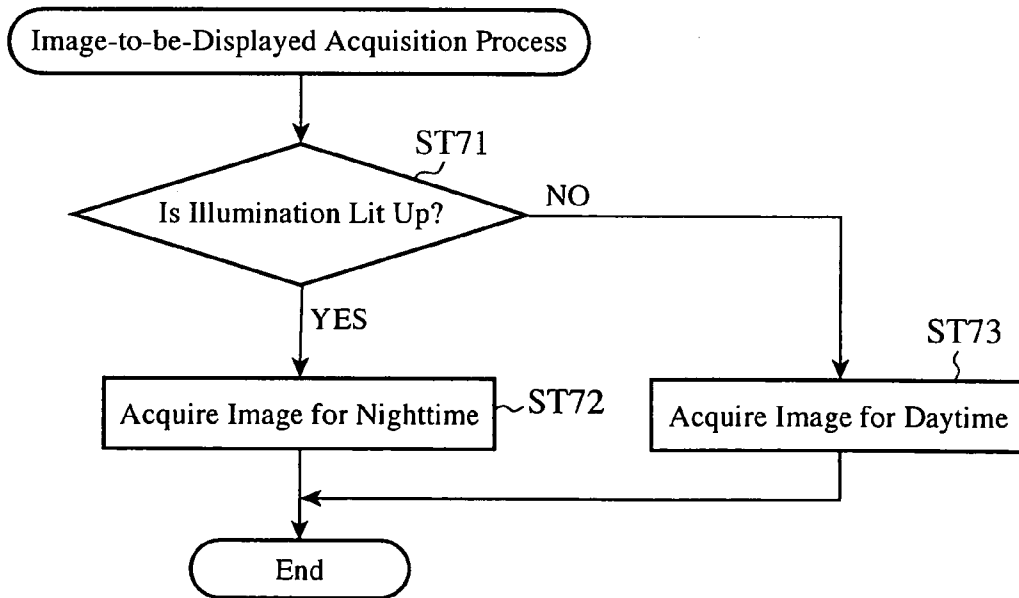 Image-to-be-Displayed Acquisition Process
ST71
Is Illumination Lit Up?
NO
YES
ST73
Acquire Image for Nighttime
ST72
Acquire Image for Daytime
End